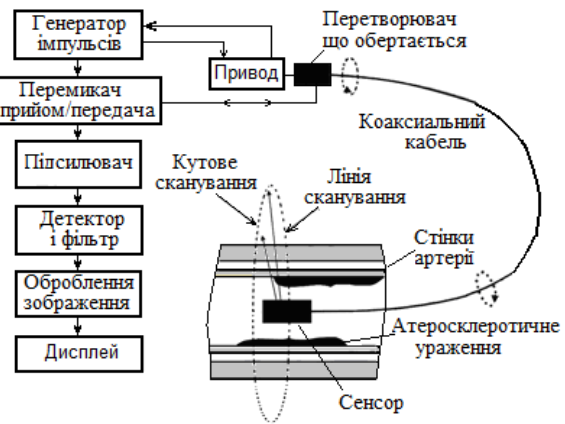 Генератор
імпульсів
Перемикач
прийом/передача
Підсилювач
Детектор
і фільтр
Оброблення
зображення
Дисплей
Привод
Перетворювач
що обертається
Коаксиальний
кабель
Кутове
сканування
Лінія
сканування
Стінки
артерії
Атеросклеротичне
ураження
Сенсор